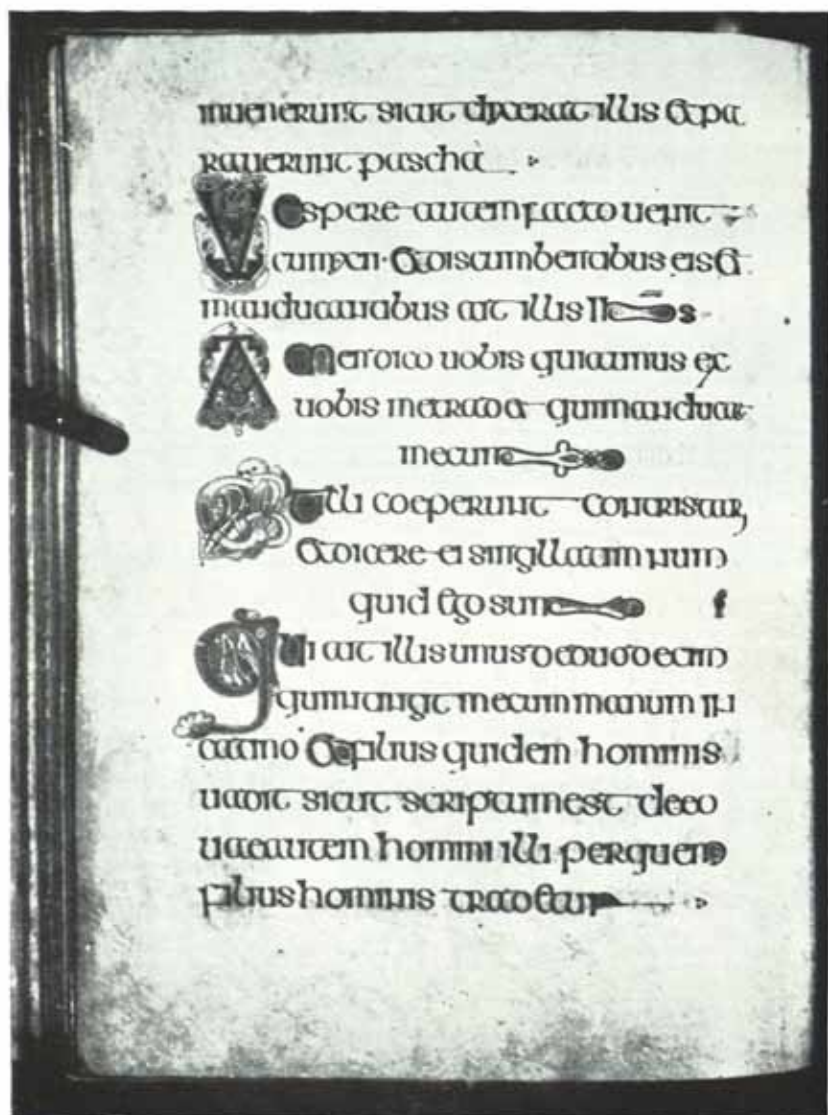 inuenerunt sicut dixerat illis et pa
rauerunt pascha
Vespere autem facto uenit
cum xii · Et discumbentibus eis et
manducantibus ait illis ihs
Amen dico uobis quia unus ex
uobis me tradet qui manducat
mecum
At illi coeperunt contristari
et dicere ei singillatim num
quid ego sum
Qui ait illis unus de duodecim
qui intingit mecum manum in
catino Et filius quidem hominis
uadit sicut scriptum est de eo
uae autem homini illi per quem
filius hominis tradetur